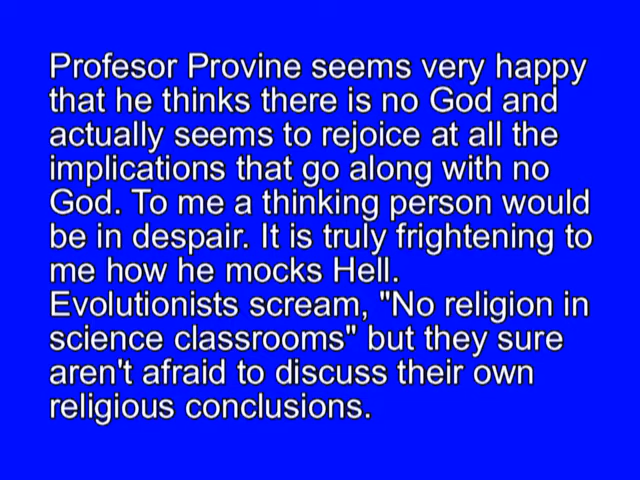 Profesor Provine seems very happy
that he thinks there is no God and
actually seems to rejoice at all the
implications that go along with no
God. To me a thinking person would
be in despair. It is truly frightening to
me how he mocks Hell.
Evolutionists scream, "No religion in
science classrooms" but they sure
aren't afraid to discuss their own
religious conclusions.